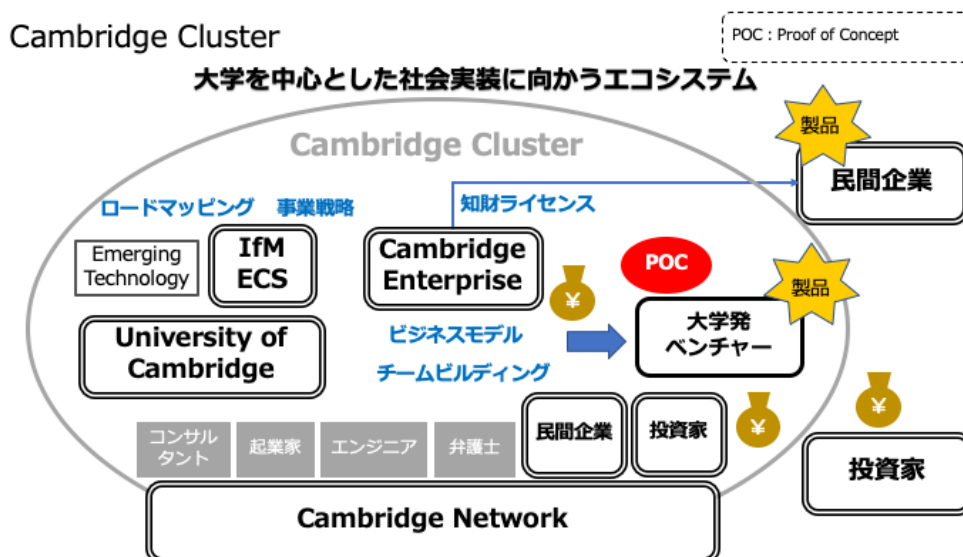 Cambridge Cluster
POC : Proof of Concept
大学を中心とした社会実装に向かうエコシステム
Cambridge Cluster
製品
民間企業
ロードマッピング 事業戦略
知財ライセンス
Emerging
Technology
IfM
ECS
Cambridge
Enterprise
POC
¥
製品
大学発
ベンチャー
University of
Cambridge
ビジネスモデル
チームビルディング
コンサル
タント
起業家
エンジニア
弁護士
民間企業
投資家
¥
¥
投資家
Cambridge Network